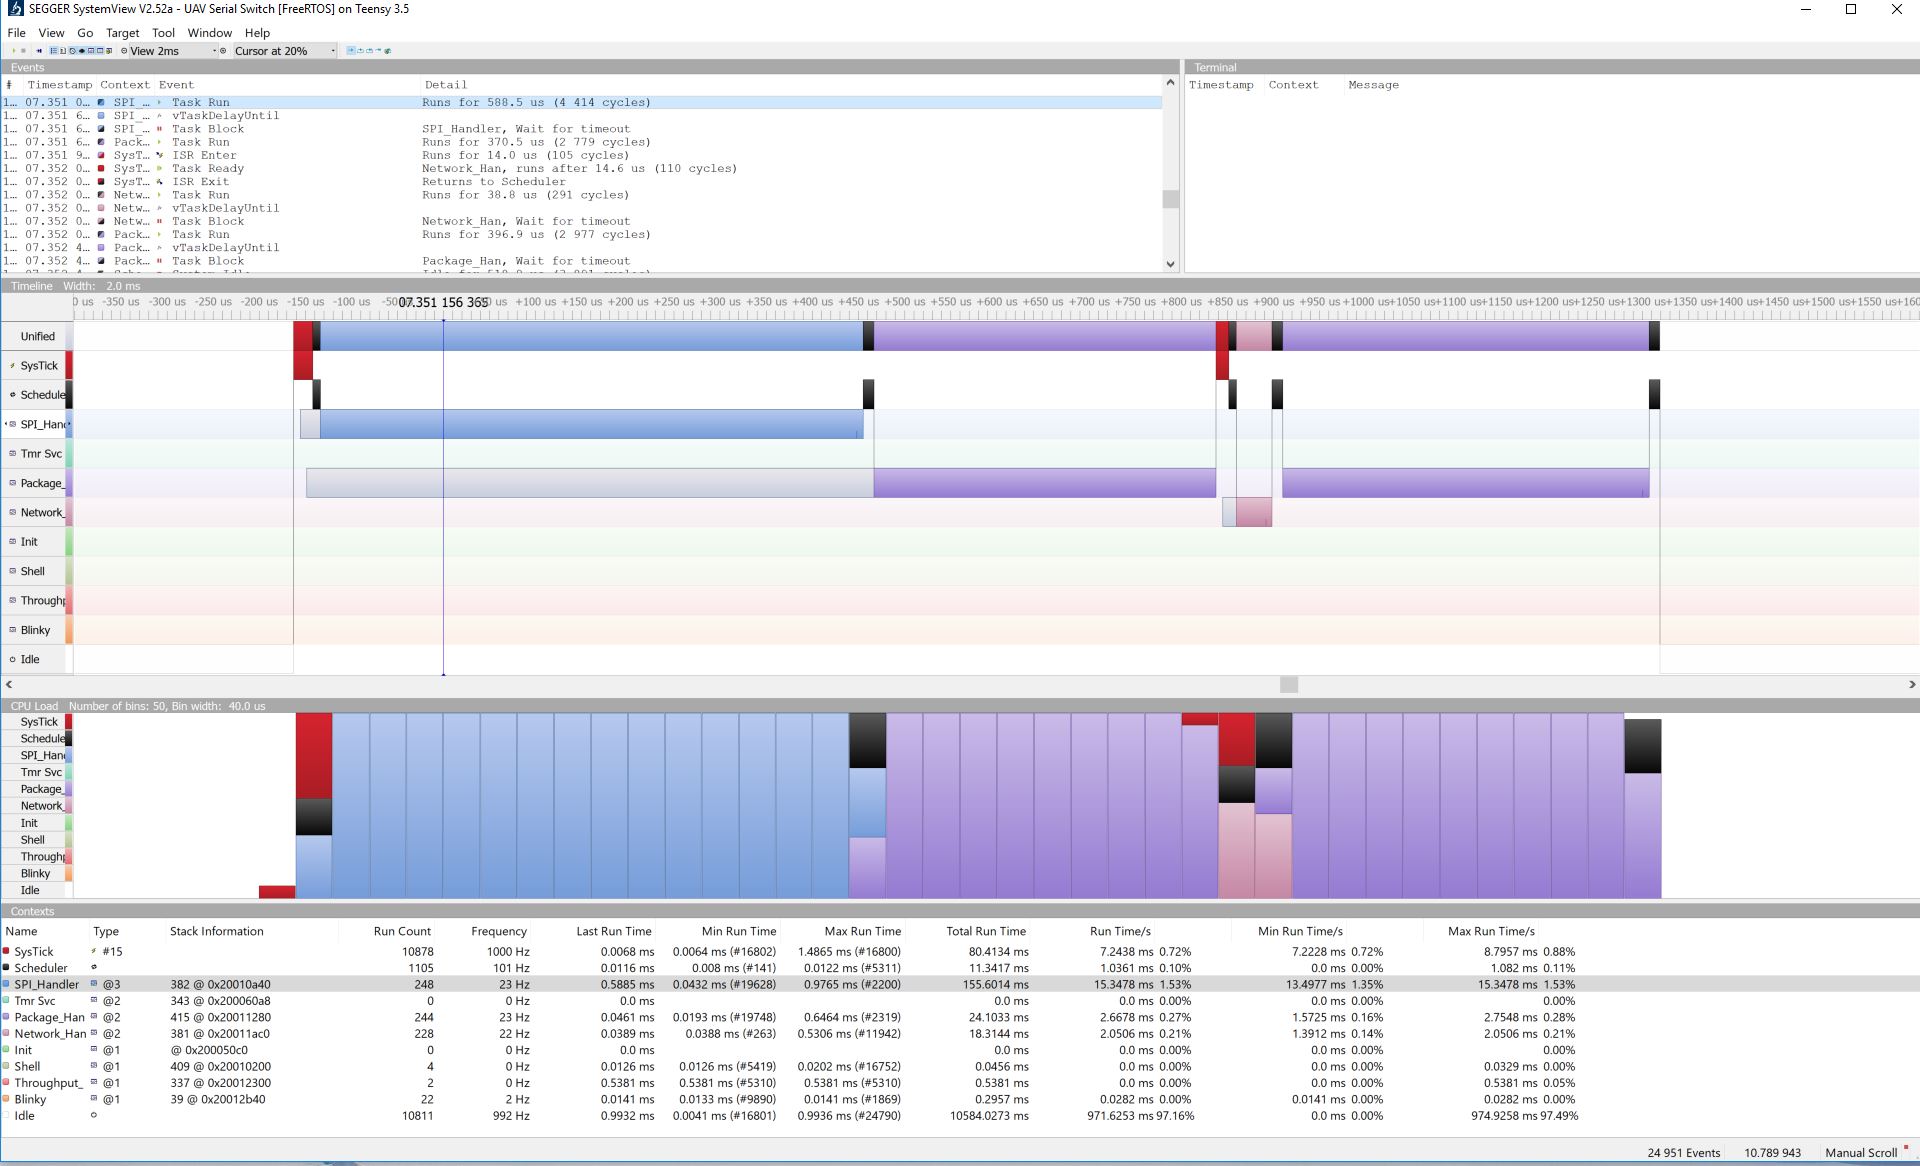 SEGGER SystemView V2.52a - UAV Serial Switch [FreeRTOS] on Teensy 3.5
File View Go Target Tool Window Help
View 2ms Cursor at 20%
Events
# Timestamp Context Event Detail
1... 07.351 0... SPI_... Task Run Runs for 588.5 us (4 414 cycles)
1... 07.351 6... SPI_... vTaskDelayUntil
1... 07.351 6... SPI_... Task Block SPI_Handler, Wait for timeout
1... 07.351 6... Pack... Task Run Runs for 370.5 us (2 779 cycles)
1... 07.351 9... SysT... ISR Enter Runs for 14.0 us (105 cycles)
1... 07.352 0... SysT... Task Ready Network_Han, runs after 14.6 us (110 cycles)
1... 07.352 0... SysT... ISR Exit Returns to Scheduler
1... 07.352 0... Netw... Task Run Runs for 38.8 us (291 cycles)
1... 07.352 0... Netw... vTaskDelayUntil
1... 07.352 0... Netw... Task Block Network_Han, Wait for timeout
1... 07.352 0... Pack... Task Run Runs for 396.9 us (2 977 cycles)
1... 07.352 4... Pack... vTaskDelayUntil
1... 07.352 4... Pack... Task Block Package_Han, Wait for timeout
Terminal
Timestamp Context Message
Timeline Width: 2.0 ms
0 us -350 us -300 us -250 us -200 us -150 us -100 us -50 07.351 156 365 0 us +100 us +150 us +200 us +250 us +300 us +350 us +400 us +450 us +500 us +550 us +600 us +650 us +700 us +750 us +800 us +850 us +900 us +950 us +1000 us +1050 us +1100 us +1150 us +1200 us +1250 us +1300 us +1350 us +1400 us +1450 us +1500 us +1550 us +160
Unified
SysTick
Schedule
SPI_Hand
Tmr Svc
Package_
Network_
Init
Shell
Throughp
Blinky
Idle
CPU Load Number of bins: 50, Bin width: 40.0 us
SysTick
Schedule
SPI_Han
Tmr Svc
Package_
Network_
Init
Shell
Throughp
Blinky
Idle
Contexts
Name Type Stack Information Run Count Frequency Last Run Time Min Run Time Max Run Time Total Run Time Run Time/s Min Run Time/s Max Run Time/s
SysTick #15 10878 1000 Hz 0.0068 ms 0.0064 ms (#16802) 1.4865 ms (#16800) 80.4134 ms 7.2438 ms 0.72% 7.2228 ms 0.72% 8.7957 ms 0.88%
Scheduler 1105 101 Hz 0.0116 ms 0.008 ms (#141) 0.0122 ms (#5311) 11.3417 ms 1.0361 ms 0.10% 0.0 ms 0.00% 1.082 ms 0.11%
SPI_Handler @3 382 @ 0x20010a40 248 23 Hz 0.5885 ms 0.0432 ms (#19628) 0.9765 ms (#2200) 155.6014 ms 15.3478 ms 1.53% 13.4977 ms 1.35% 15.3478 ms 1.53%
Tmr Svc @2 343 @ 0x200060a8 0 0 Hz 0.0 ms 0.0 ms 0.0 ms 0.00% 0.0 ms 0.00% 0.00%
Package_Han @2 415 @ 0x20011280 244 23 Hz 0.0461 ms 0.0193 ms (#19748) 0.6464 ms (#2319) 24.1033 ms 2.6678 ms 0.27% 1.5725 ms 0.16% 2.7548 ms 0.28%
Network_Han @2 381 @ 0x20011ac0 228 22 Hz 0.0389 ms 0.0388 ms (#263) 0.5306 ms (#11942) 18.3144 ms 2.0506 ms 0.21% 1.3912 ms 0.14% 2.0506 ms 0.21%
Init @1 @ 0x200050c0 0 0 Hz 0.0 ms 0.0 ms 0.0 ms 0.00% 0.0 ms 0.00% 0.00%
Shell @1 409 @ 0x20010200 4 0 Hz 0.0126 ms 0.0126 ms (#5419) 0.0202 ms (#16752) 0.0456 ms 0.0 ms 0.00% 0.0 ms 0.00% 0.0329 ms 0.00%
Throughput_ @1 337 @ 0x20012300 2 0 Hz 0.5381 ms 0.5381 ms (#5310) 0.5381 ms (#5310) 0.5381 ms 0.0 ms 0.00% 0.0 ms 0.00% 0.5381 ms 0.05%
Blinky @1 39 @ 0x20012b40 22 2 Hz 0.0141 ms 0.0133 ms (#9890) 0.0141 ms (#1869) 0.2957 ms 0.0282 ms 0.00% 0.0141 ms 0.00% 0.0282 ms 0.00%
Idle 10811 992 Hz 0.9932 ms 0.0041 ms (#16801) 0.9936 ms (#24790) 10584.0273 ms 971.6253 ms 97.16% 0.0 ms 0.00% 974.9258 ms 97.49%
24 951 Events 10.789 943 Manual Scroll